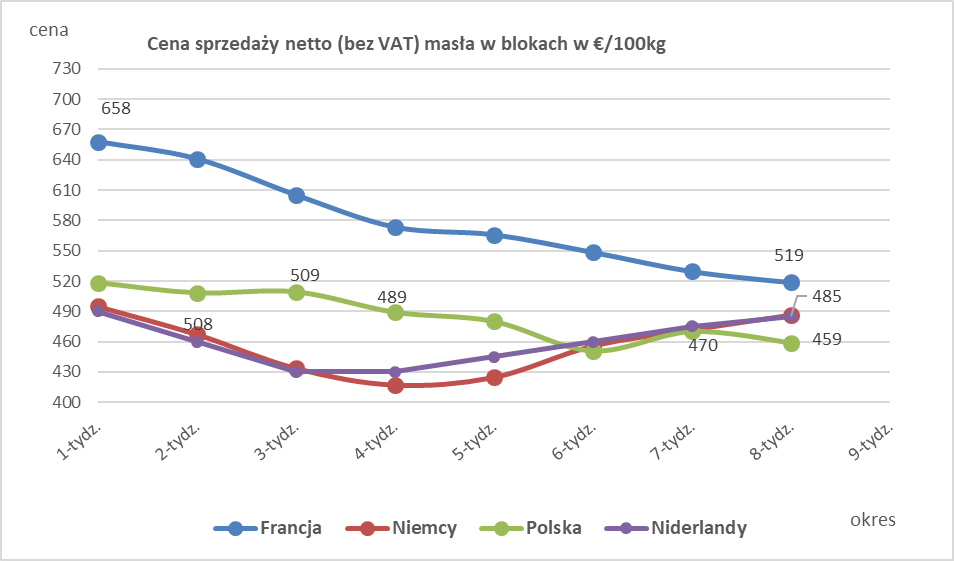 cena
Cena sprzedaży netto (bez VAT) masła w blokach w €/100kg
730
700
670
640
610
580
550
520
490
460
430
400
658
508
509
489
470
519
485
459
1-tydz.
2-tydz.
3-tydz.
4-tydz.
5-tydz.
6-tydz.
7-tydz.
8-tydz.
9-tydz.
Francja Niemcy Polska Niderlandy
okres